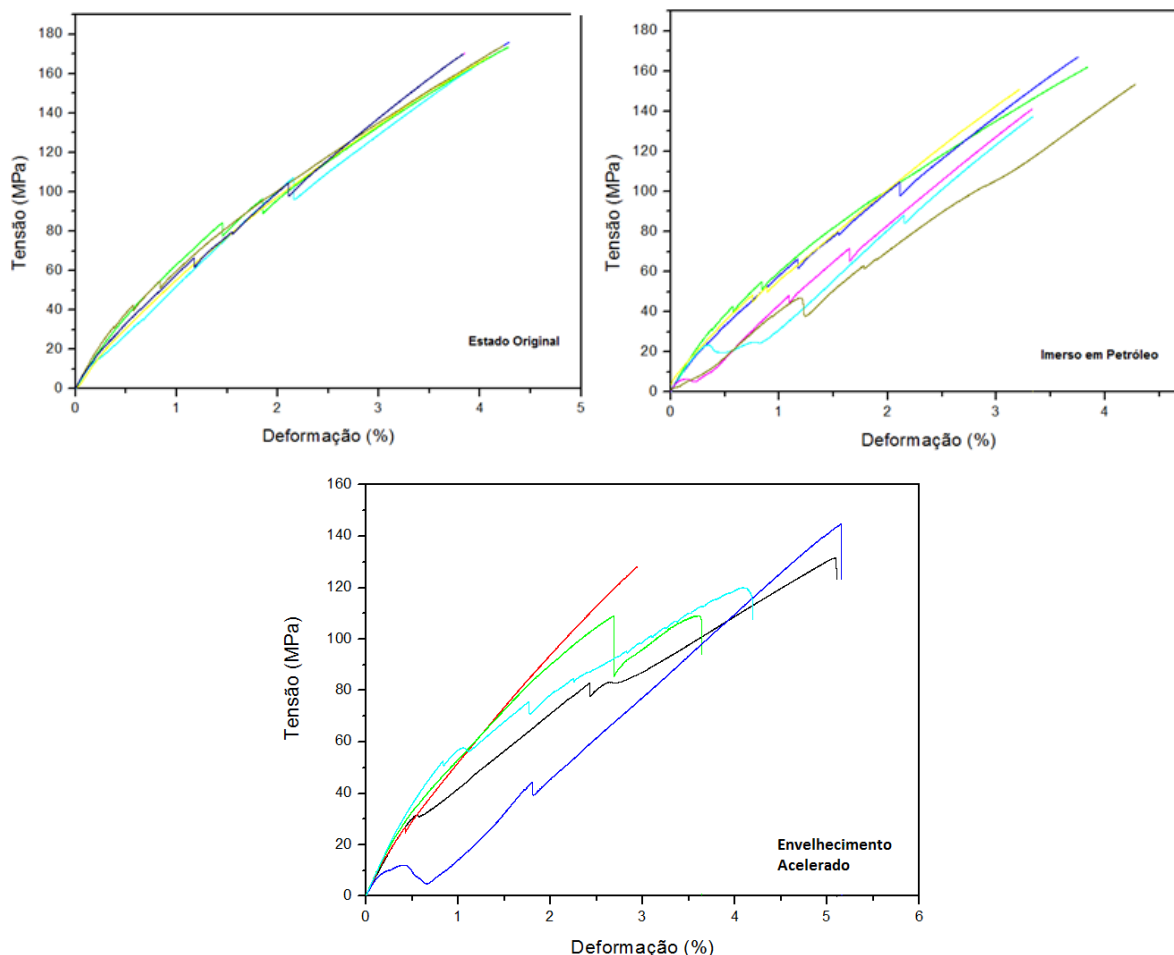 180
160
140
120
100
80
60
40
20
0
Tensão (MPa)
0 1 2 3 4 5
Deformação (%)
Estado Original
180
160
140
120
100
80
60
40
20
0
Tensão (MPa)
0 1 2 3 4
Deformação (%)
Imerso em Petróleo
160
140
120
100
80
60
40
20
0
Tensão (MPa)
0 1 2 3 4 5 6
Deformação (%)
Envelhecimento
Acelerado